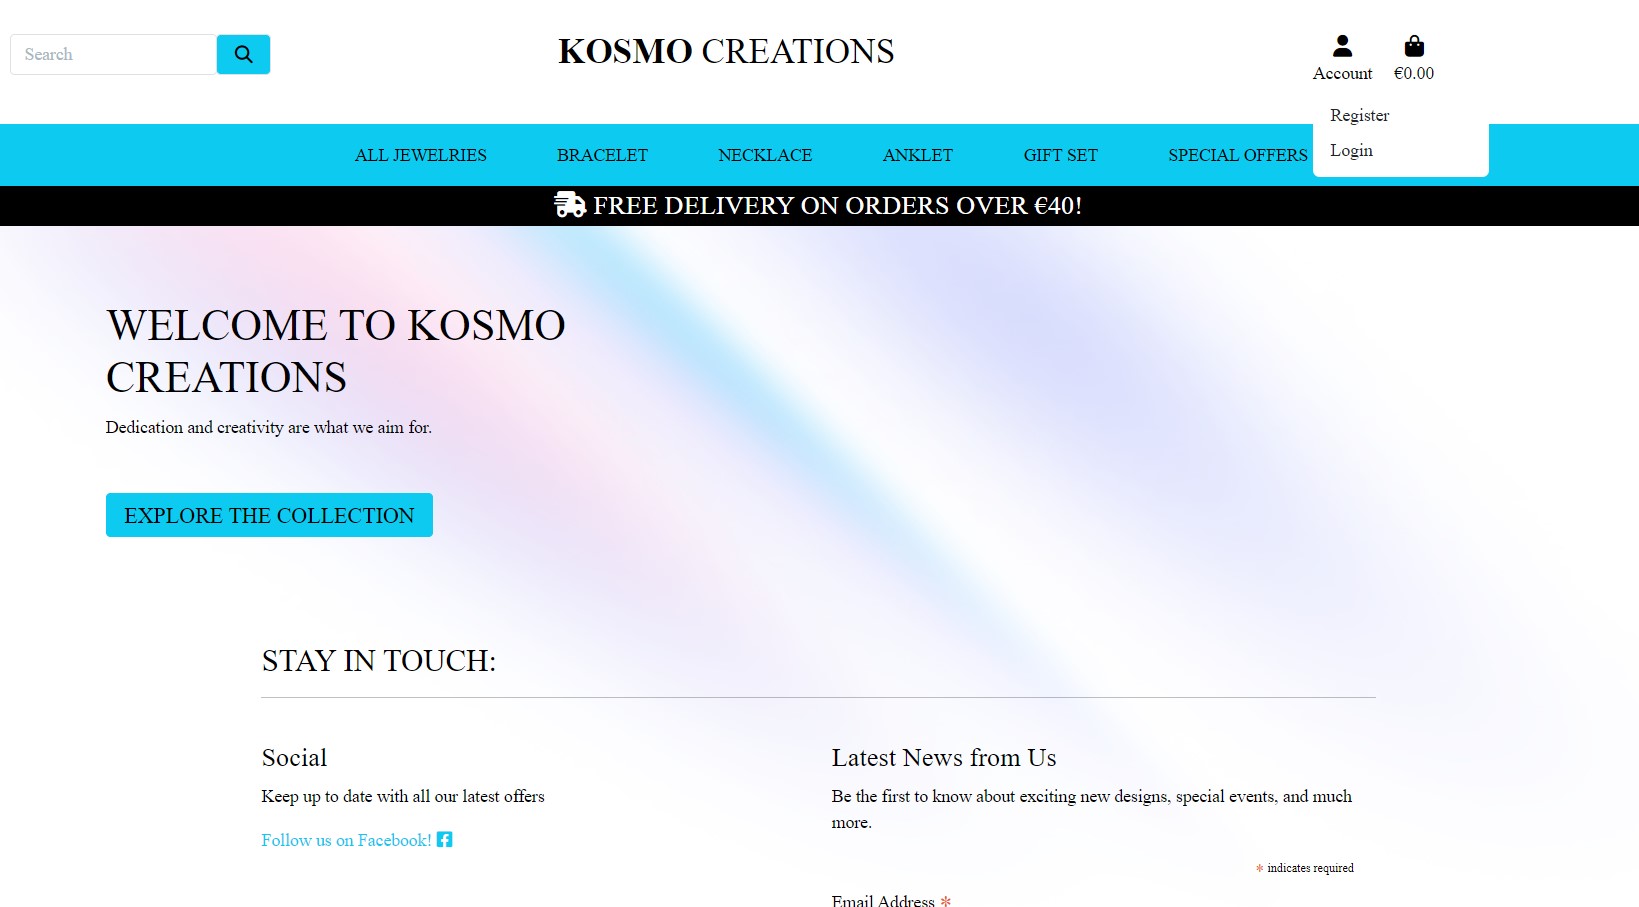 Search
KOSMO CREATIONS
Account
€0.00
Register
Login
ALL JEWELRIES
BRACELET
NECKLACE
ANKLET
GIFT SET
SPECIAL OFFERS
FREE DELIVERY ON ORDERS OVER €40!
WELCOME TO KOSMO
CREATIONS
Dedication and creativity are what we aim for.
EXPLORE THE COLLECTION
STAY IN TOUCH:
Social
Keep up to date with all our latest offers
Follow us on Facebook!
Latest News from Us
Be the first to know about exciting new designs, special events, and much
more.
* indicates required
Email Address *